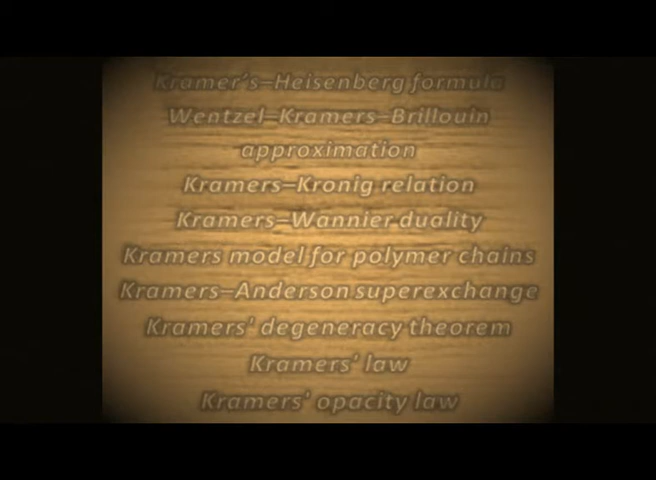 Kramer's–Heisenberg formula
Wentzel–Kramers–Brillouin
approximation
Kramers–Kronig relation
Kramers–Wannier duality
Kramers model for polymer chains
Kramers–Anderson superexchange
Kramers' degeneracy theorem
Kramers' law
Kramers' opacity law